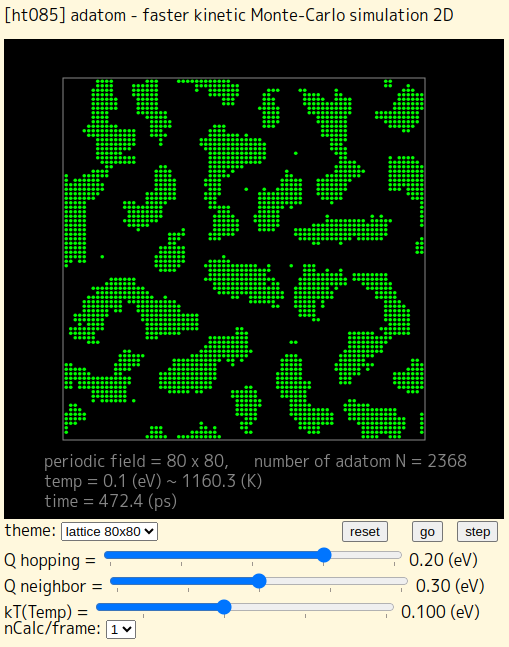 [ht085] adatom - faster kinetic Monte-Carlo simulation 2D
periodic field = 80 x 80,     number of adatom N = 2368
temp = 0.1 (eV) ~ 1160.3 (K)
time = 472.4 (ps)
theme: lattice 80x80 reset go step
Q hopping = 0.20 (eV)
Q neighbor = 0.30 (eV)
kT(Temp) = 0.100 (eV)
nCalc/frame: 1